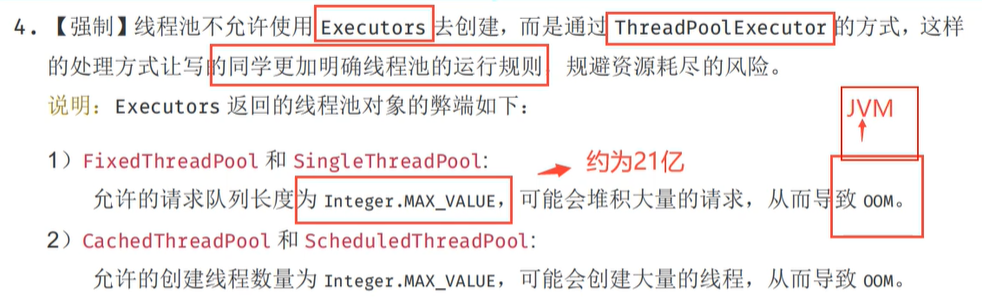 4.【强制】线程池不允许使用 Executors 去创建，而是通过 ThreadPoolExecutor 的方式，这样
的处理方式让写的同学更加明确线程池的运行规则，规避资源耗尽的风险。
说明：Executors 返回的线程池对象的弊端如下：
JVM
1）FixedThreadPool 和 SingleThreadPool:
约为21亿
允许的请求队列长度为 Integer.MAX_VALUE，可能会堆积大量的请求，从而导致 OOM。
2）CachedThreadPool 和 ScheduledThreadPool:
允许的创建线程数量为 Integer.MAX_VALUE，可能会创建大量的线程，从而导致 OOM。